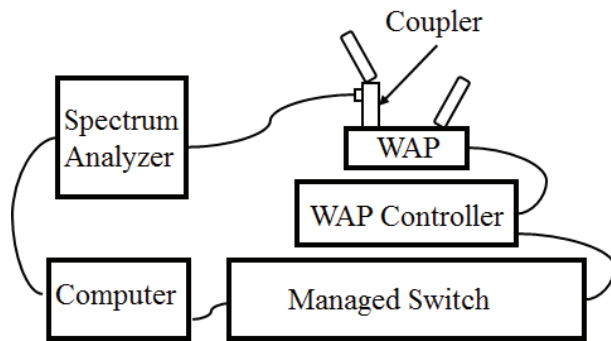 Coupler
Spectrum
Analyzer
WAP
WAP Controller
Computer
Managed Switch